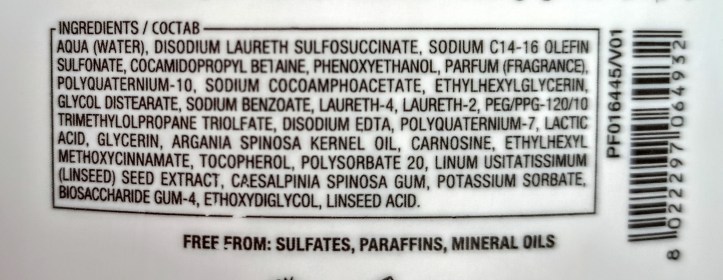 INGREDIENTS / СОСТАВ
AQUA (WATER), DISODIUM LAURETH SULFOSUCCINATE, SODIUM C14-16 OLEFIN
SULFONATE, COCAMIDOPROPYL BETAINE, PHENOXYETHANOL, PARFUM (FRAGRANCE),
POLYQUATERNIUM-10, SODIUM COCOAMPHOACETATE, ETHYLHEXYLGLYCERIN,
GLYCOL DISTEARATE, SODIUM BENZOATE, LAURETH-4, LAURETH-2, PEG/PPG-120/10
TRIMETHYLOLPROPANE TRIOLFATE, DISODIUM EDTA, POLYQUATERNIUM-7, LACTIC
ACID, GLYCERIN, ARGANIA SPINOSA KERNEL OIL, CARNOSINE, ETHYLHEXYL
METHOXYCINNAMATE, TOCOPHEROL, POLYSORBATE 20, LINUM USITATISSIMUM
(LINSEED) SEED EXTRACT, CAESALPINIA SPINOSA GUM, POTASSIUM SORBATE,
BIOSACCHARIDE GUM-4, ETHOXYDIGLYCOL, LINSEED ACID.
FREE FROM: SULFATES, PARAFFINS, MINERAL OILS
PF016445/V01
8 022297 064932